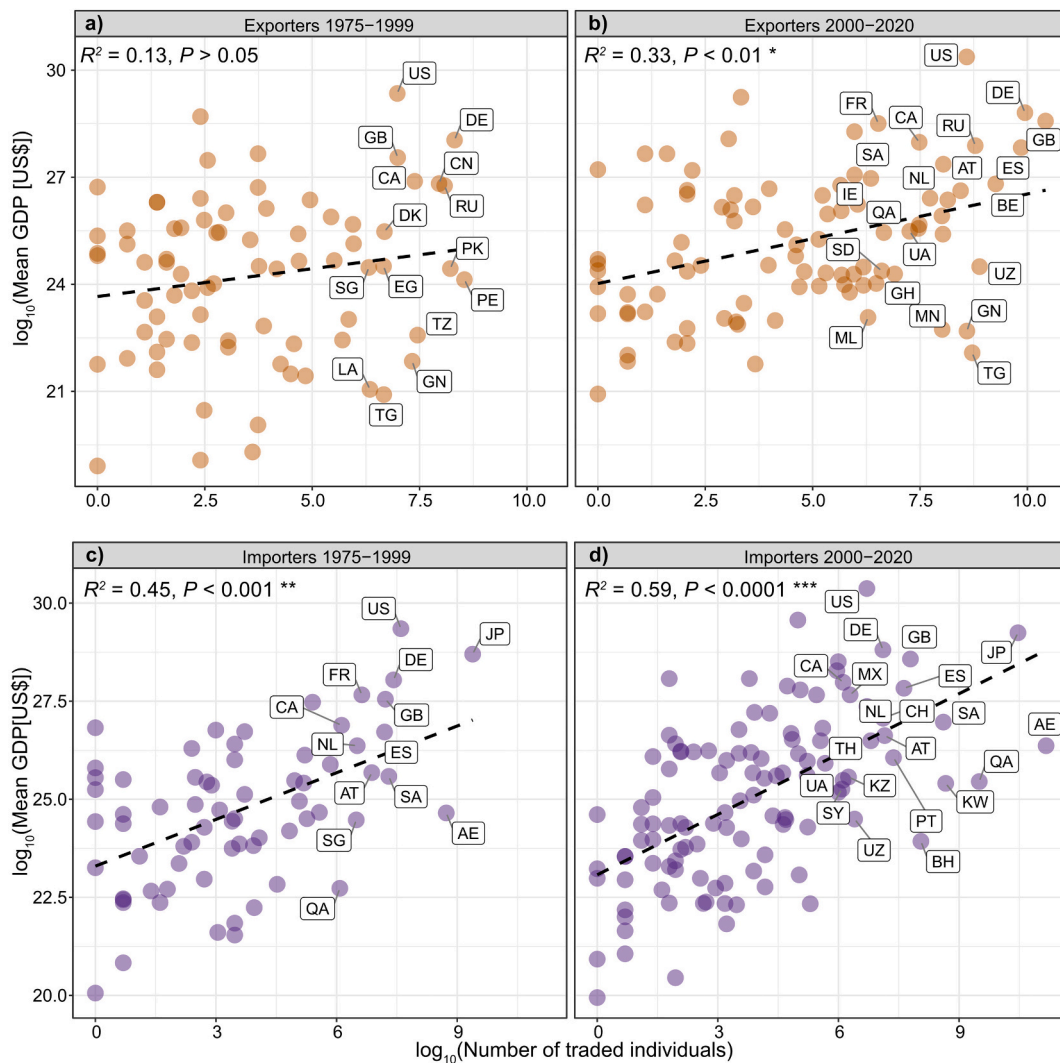 a) Exporters 1975−1999
R² = 0.13, P > 0.05
US
DE
GB
CN
CA
RU
DK
PK
SG
EG
PE
TZ
LA
GN
TG
30
27
24
21
log₁₀(Mean GDP [US$])
0.0 2.5 5.0 7.5 10.0
b) Exporters 2000−2020
R² = 0.33, P < 0.01 *
US
DE
FR
CA
RU
GB
SA
NL
AT
ES
IE
QA
BE
SD
UA
UZ
GH
MN
GN
ML
TG
0.0 2.5 5.0 7.5 10.0
c) Importers 1975−1999
R² = 0.45, P < 0.001 **
US
JP
DE
FR
CA
GB
NL
ES
AT
SA
SG
AE
QA
30.0
27.5
25.0
22.5
20.0
log₁₀(Mean GDP[US$])
0 3 6 9
d) Importers 2000−2020
R² = 0.59, P < 0.0001 ***
US
DE
GB
JP
CA
MX
ES
NL
CH
SA
AE
TH
AT
QA
UA
KZ
KW
SY
PT
UZ
BH
0 3 6 9
log₁₀(Number of traded individuals)